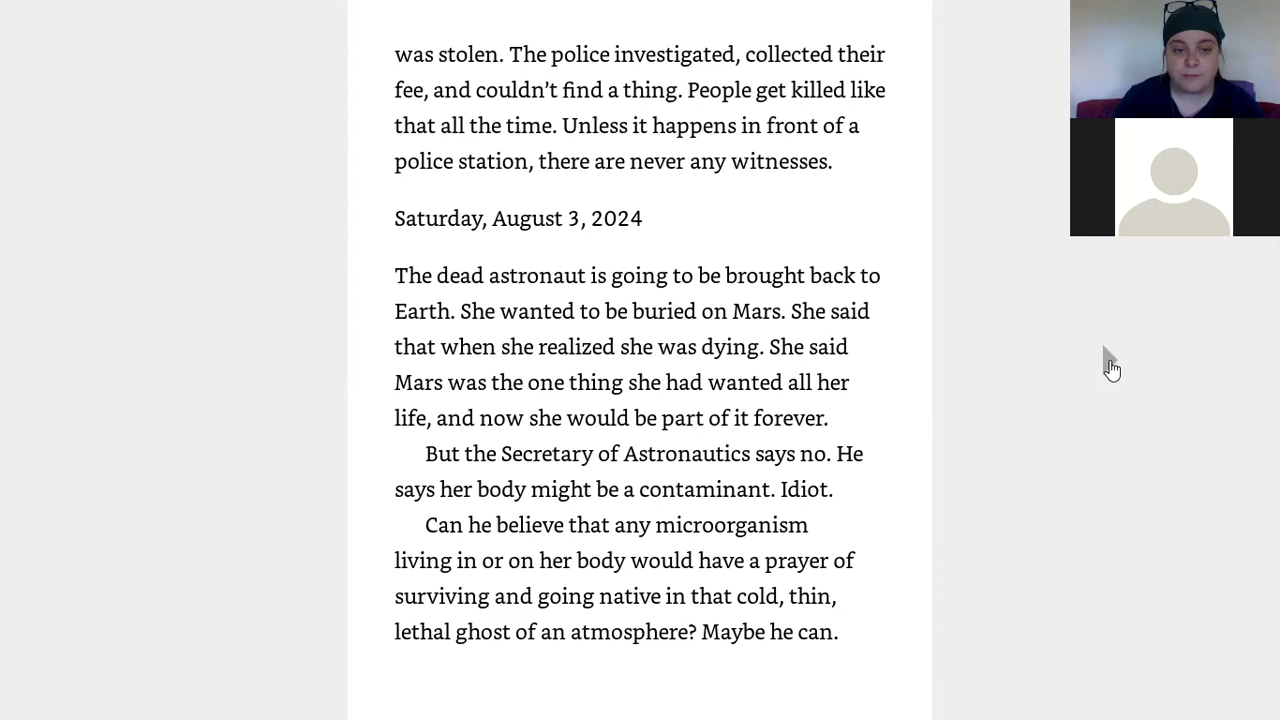 was stolen. The police investigated, collected their
fee, and couldn’t find a thing. People get killed like
that all the time. Unless it happens in front of a
police station, there are never any witnesses.
Saturday, August 3, 2024
The dead astronaut is going to be brought back to
Earth. She wanted to be buried on Mars. She said
that when she realized she was dying. She said
Mars was the one thing she had wanted all her
life, and now she would be part of it forever.
But the Secretary of Astronautics says no. He
says her body might be a contaminant. Idiot.
Can he believe that any microorganism
living in or on her body would have a prayer of
surviving and going native in that cold, thin,
lethal ghost of an atmosphere? Maybe he can.